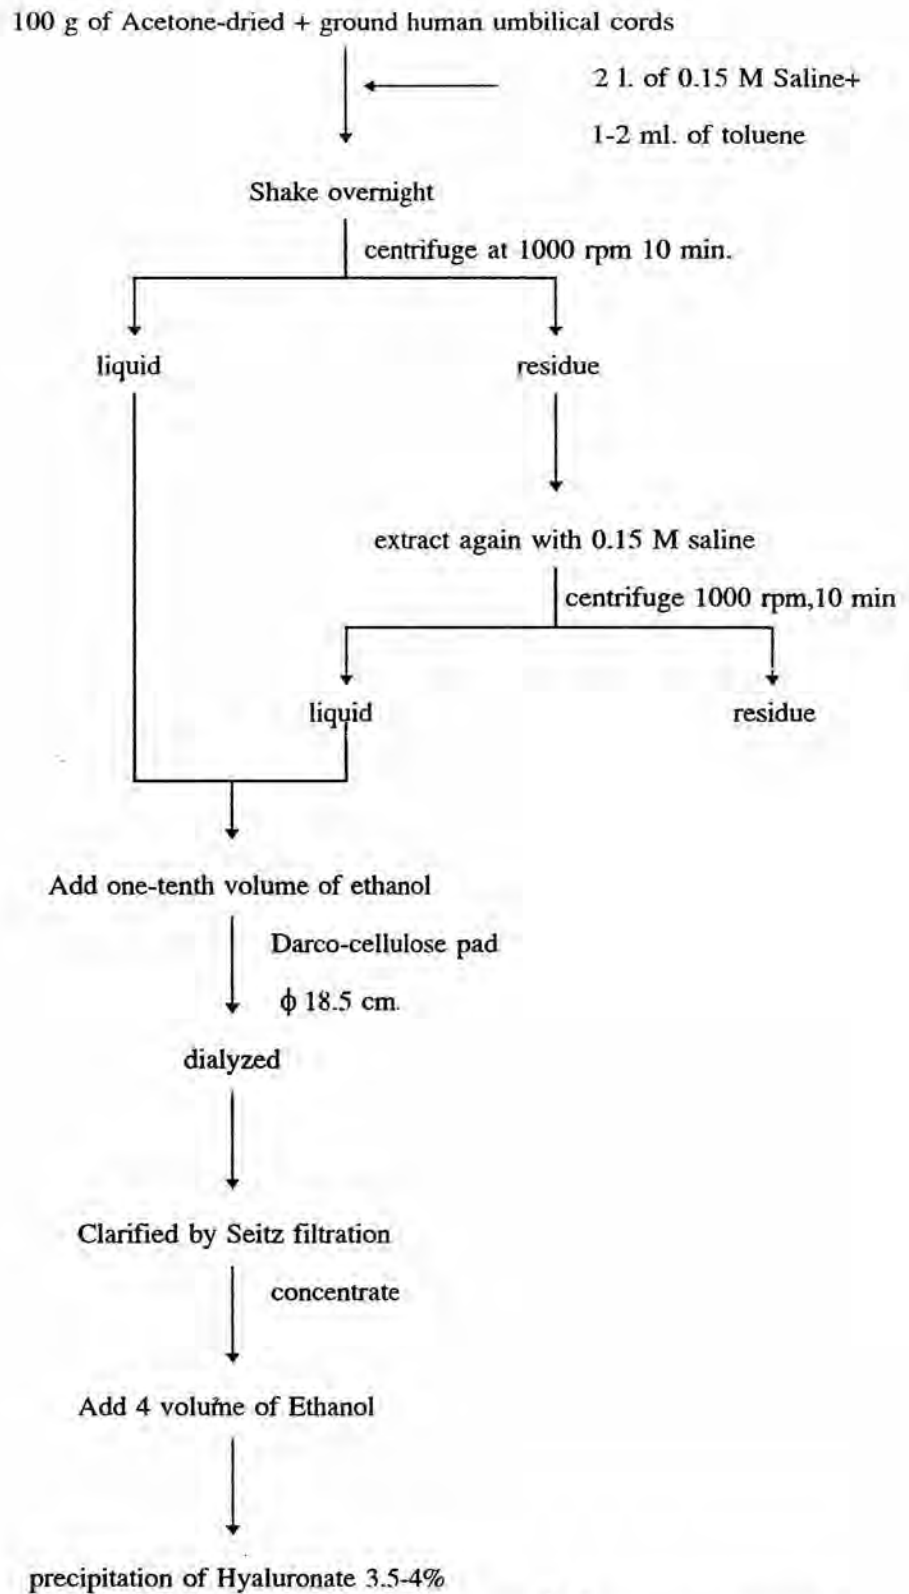 100 g of Acetone-dried + ground human umbilical cords
2 l. of 0.15 M Saline+
1-2 ml. of toluene
Shake overnight
centrifuge at 1000 rpm 10 min.
liquid
residue
extract again with 0.15 M saline
centrifuge 1000 rpm,10 min
liquid
residue
Add one-tenth volume of ethanol
Darco-cellulose pad
ϕ 18.5 cm.
dialyzed
Clarified by Seitz filtration
concentrate
Add 4 volume of Ethanol
precipitation of Hyaluronate 3.5-4%